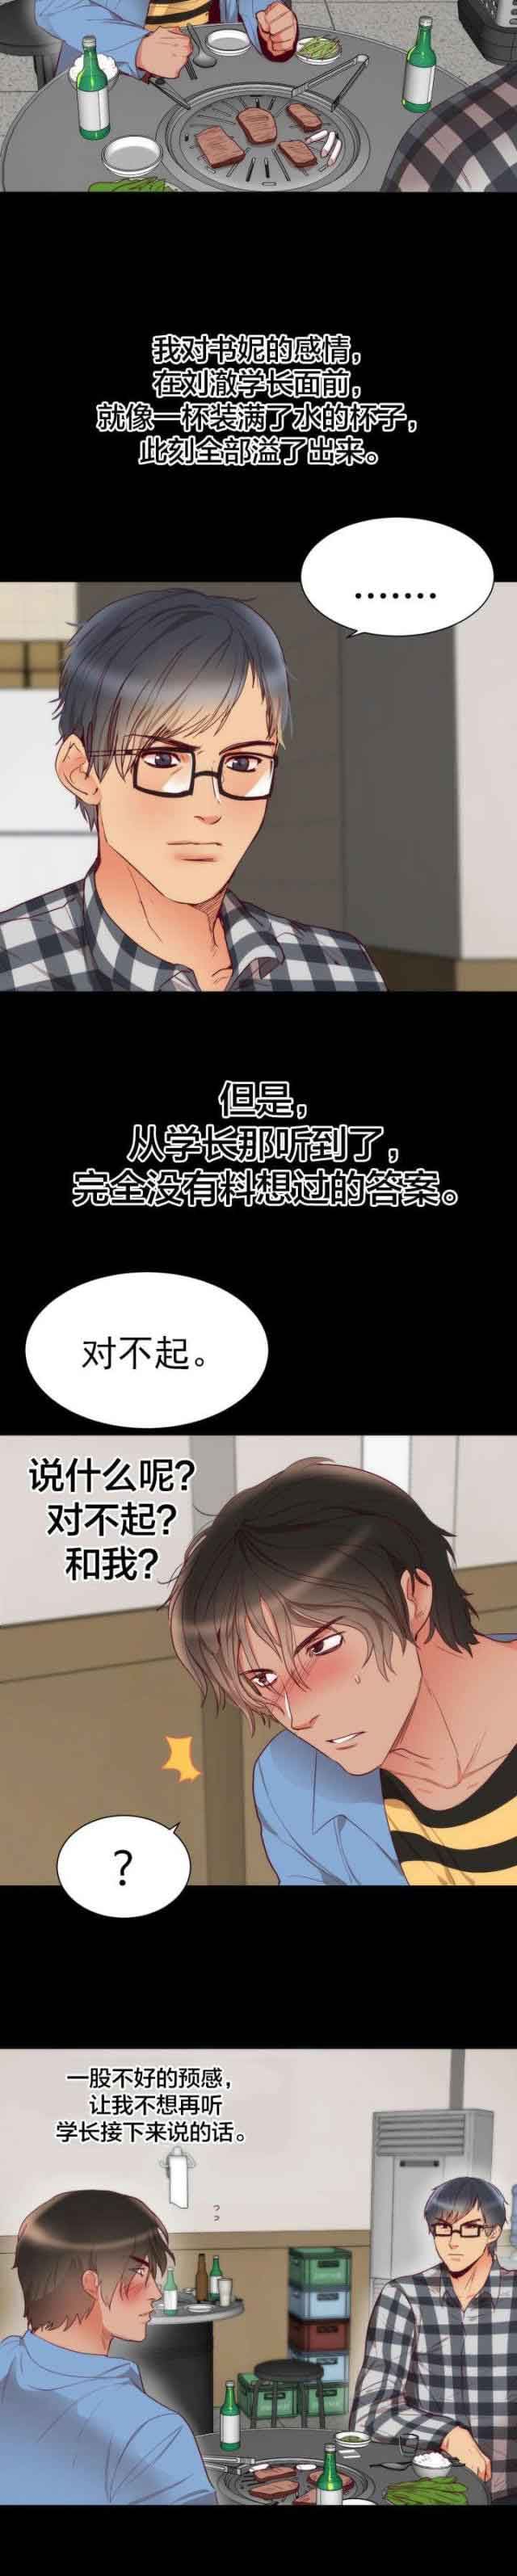 我对书妮的感情，
在刘澈学长面前，
就像一杯装满了水的杯子，
此刻全部溢了出来。
.......
但是，
从学长那听到了，
完全没有料想过的答案。
对不起。
说什么呢？
对不起？
和我？
？
一股不好的预感，
让我不想再听
学长接下来说的话。